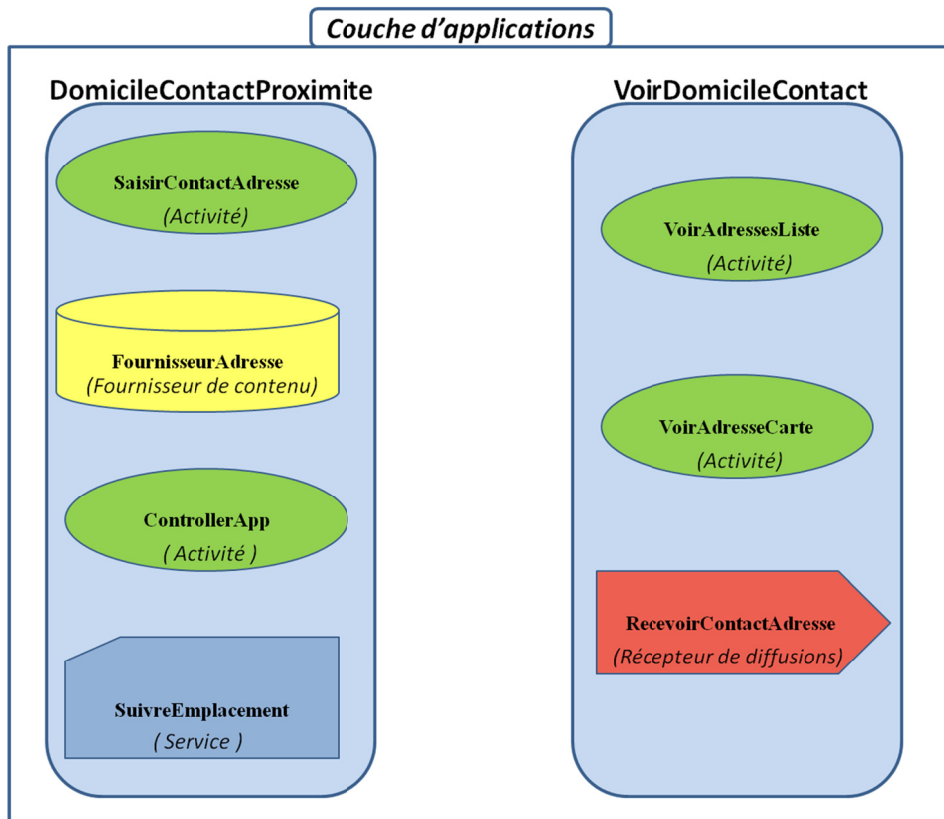 Couche d'applications
DomicileContactProximite
SaisirContactAdresse
(Activité)
FournisseurAdresse
(Fournisseur de contenu)
ControllerApp
( Activité )
SuivreEmplacement
( Service )
VoirDomicileContact
VoirAdressesListe
(Activité)
VoirAdresseCarte
(Activité)
RecevoirContactAdresse
(Récepteur de diffusions)